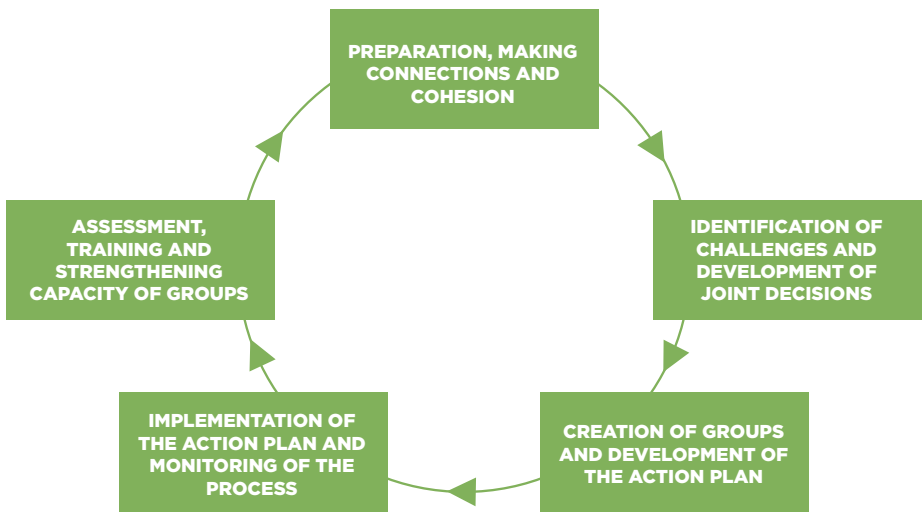 PREPARATION, MAKING
CONNECTIONS AND
COHESION
IDENTIFICATION OF
CHALLENGES AND
DEVELOPMENT OF
JOINT DECISIONS
CREATION OF GROUPS
AND DEVELOPMENT OF
THE ACTION PLAN
IMPLEMENTATION OF
THE ACTION PLAN AND
MONITORING OF THE
PROCESS
ASSESSMENT,
TRAINING AND
STRENGTHENING
CAPACITY OF GROUPS